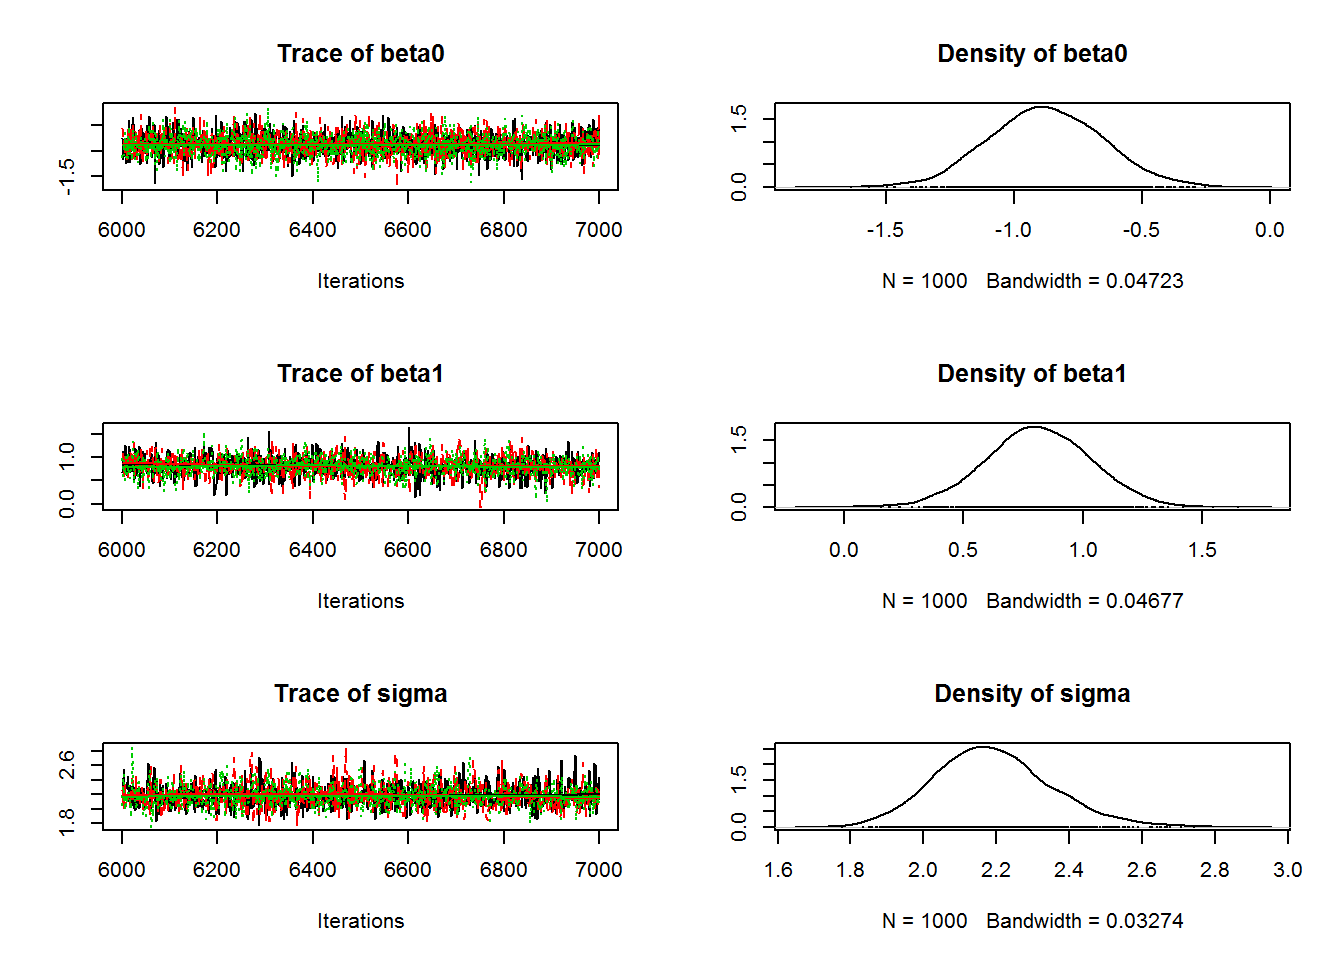 Trace of beta0
-1.5
6000 6200 6400 6600 6800 7000
Iterations
Density of beta0
0.0 1.5
-1.5 -1.0 -0.5 0.0
N = 1000 Bandwidth = 0.04723
Trace of beta1
0.0 1.0
6000 6200 6400 6600 6800 7000
Iterations
Density of beta1
0.0 1.5
0.0 0.5 1.0 1.5
N = 1000 Bandwidth = 0.04677
Trace of sigma
1.8 2.6
6000 6200 6400 6600 6800 7000
Iterations
Density of sigma
0.0 1.5
1.6 1.8 2.0 2.2 2.4 2.6 2.8 3.0
N = 1000 Bandwidth = 0.03274